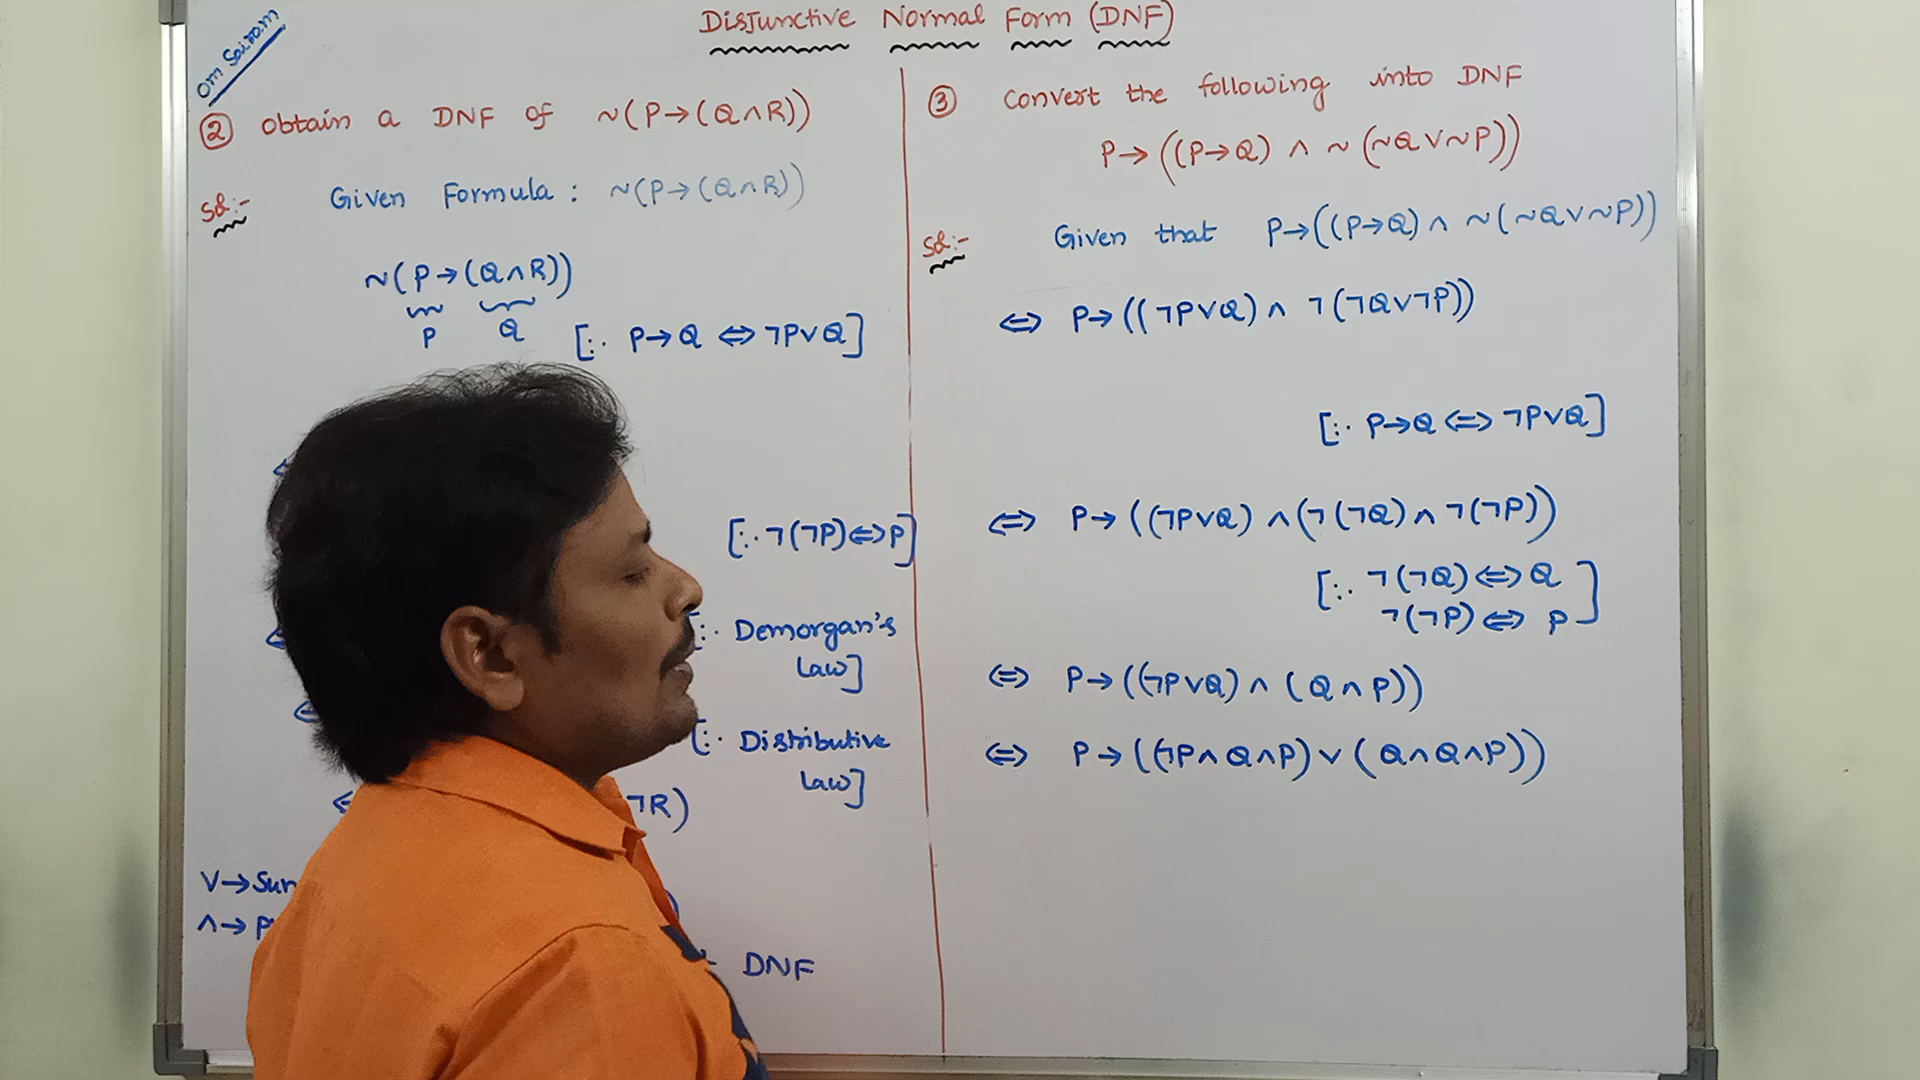 Disjunctive Normal Form (DNF)
Om Sairam
② Obtain a DNF of ~(P→(Q∧R))
Sol:- Given Formula : ~(P→(Q∧R))
~(P→(Q∧R))
P Q [∵ P→Q ⇔ ¬P∨Q]
[∵ ¬(¬P)⇔P]
[∵ Demorgan's
law]
[∵ Distributive
law]
¬R)
∨→Sum
∧→P
DNF
③ Convert the following into DNF
P→((P→Q) ∧ ~(~Q∨~P))
Sol:- Given that P→((P→Q) ∧ ~(~Q∨~P))
⇔ P→((¬P∨Q) ∧ ¬(¬Q∨¬P))
[∵ P→Q ⇔ ¬P∨Q]
⇔ P→((¬P∨Q) ∧(¬(¬Q) ∧ ¬(¬P))
[∵ ¬(¬Q)⇔Q
¬(¬P)⇔ P]
⇔ P→((¬P∨Q) ∧ (Q∧P))
⇔ P→((¬P∧Q∧P)∨(Q∧Q∧P))